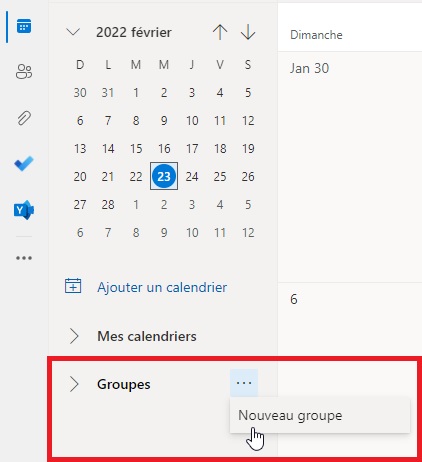 2022 février
Dimanche
D L M M J V S
Jan 30
30 31 1 2 3 4 5
6 7 8 9 10 11 12
13 14 15 16 17 18 19
20 21 22 23 24 25 26
27 28 1 2 3 4 5
6 7 8 9 10 11 12
Ajouter un calendrier
6
Mes calendriers
Groupes
Nouveau groupe